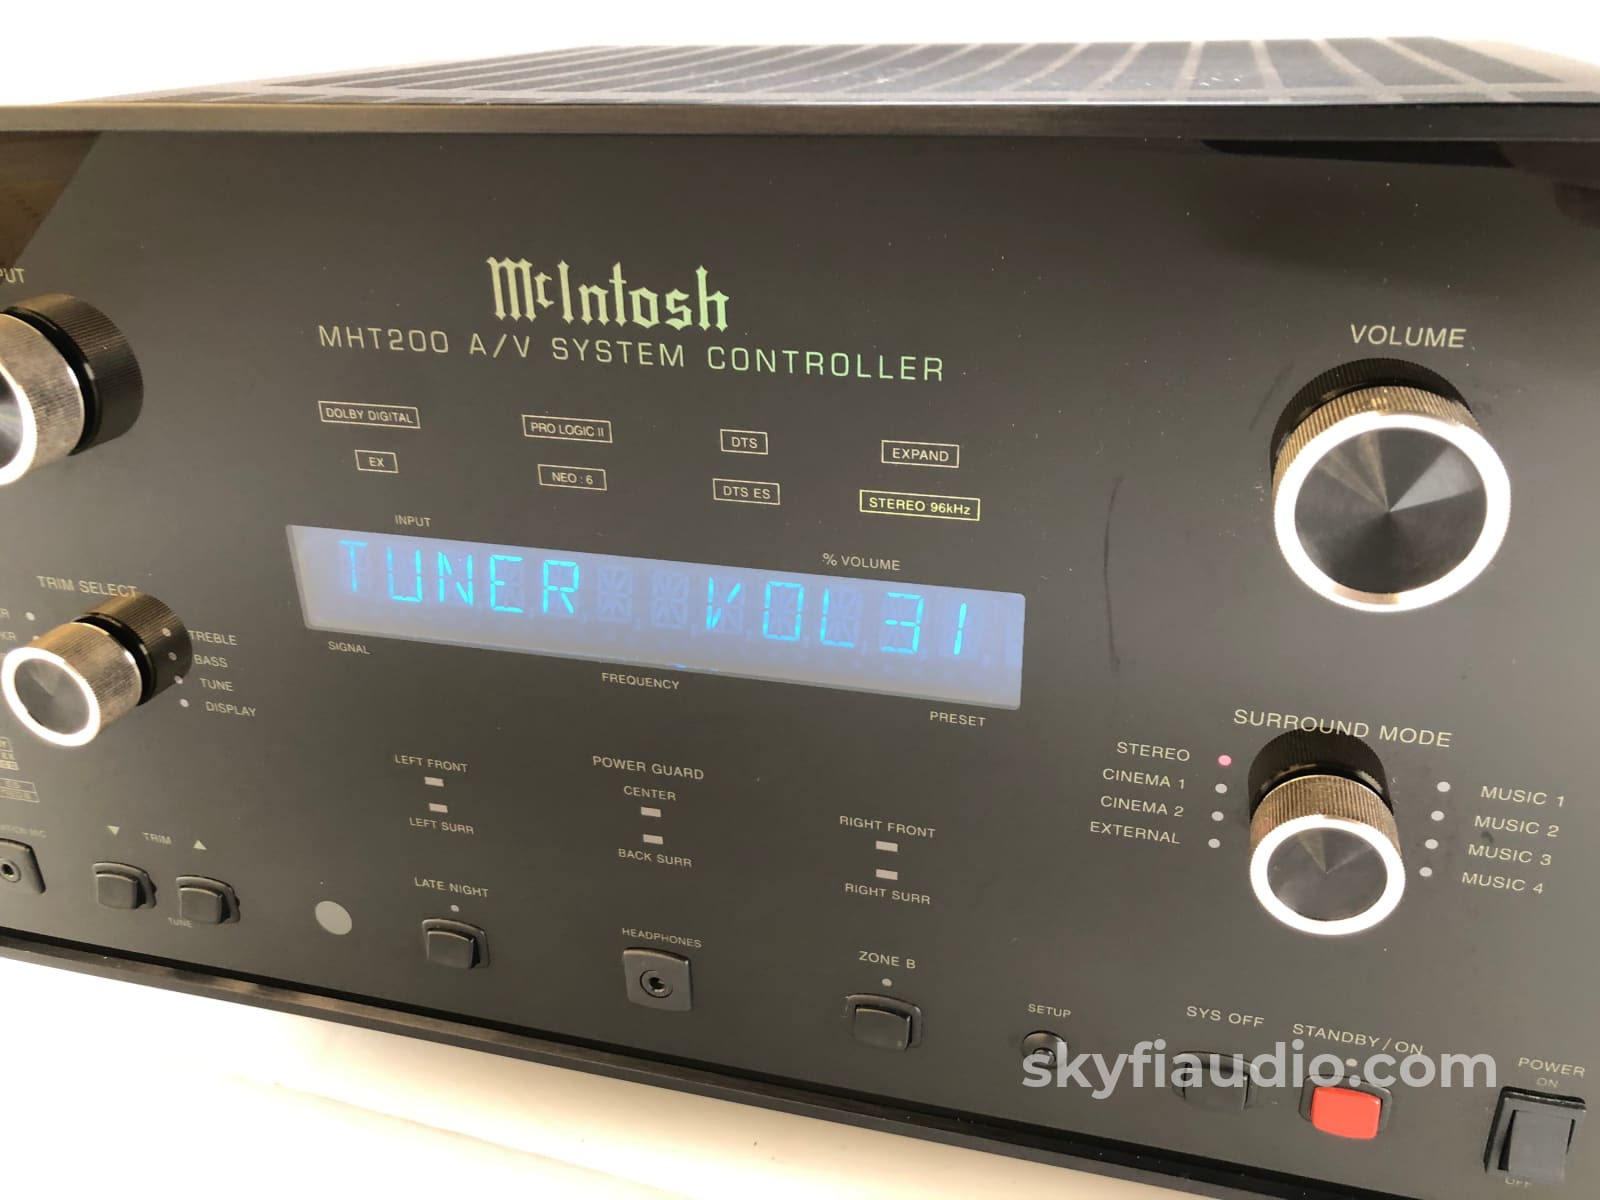 McIntosh
MHT200 A/V SYSTEM CONTROLLER
DOLBY DIGITAL
PRO LOGIC II
DTS
EXPAND
EX
NEO : 6
DTS ES
STEREO 96kHz
INPUT
% VOLUME
TUNER VOL 31
SIGNAL
FREQUENCY
PRESET
VOLUME
TRIM SELECT
TREBLE
BASS
TUNE
DISPLAY
SURROUND MODE
STEREO
CINEMA 1
CINEMA 2
EXTERNAL
MUSIC 1
MUSIC 2
MUSIC 3
MUSIC 4
LEFT FRONT
LEFT SURR
POWER GUARD
CENTER
BACK SURR
RIGHT FRONT
RIGHT SURR
▼ TRIM ▲
TUNE
LATE NIGHT
HEADPHONES
ZONE B
SETUP
SYS OFF
STANDBY / ON
POWER
ON
OFF
skyfiaudio.com